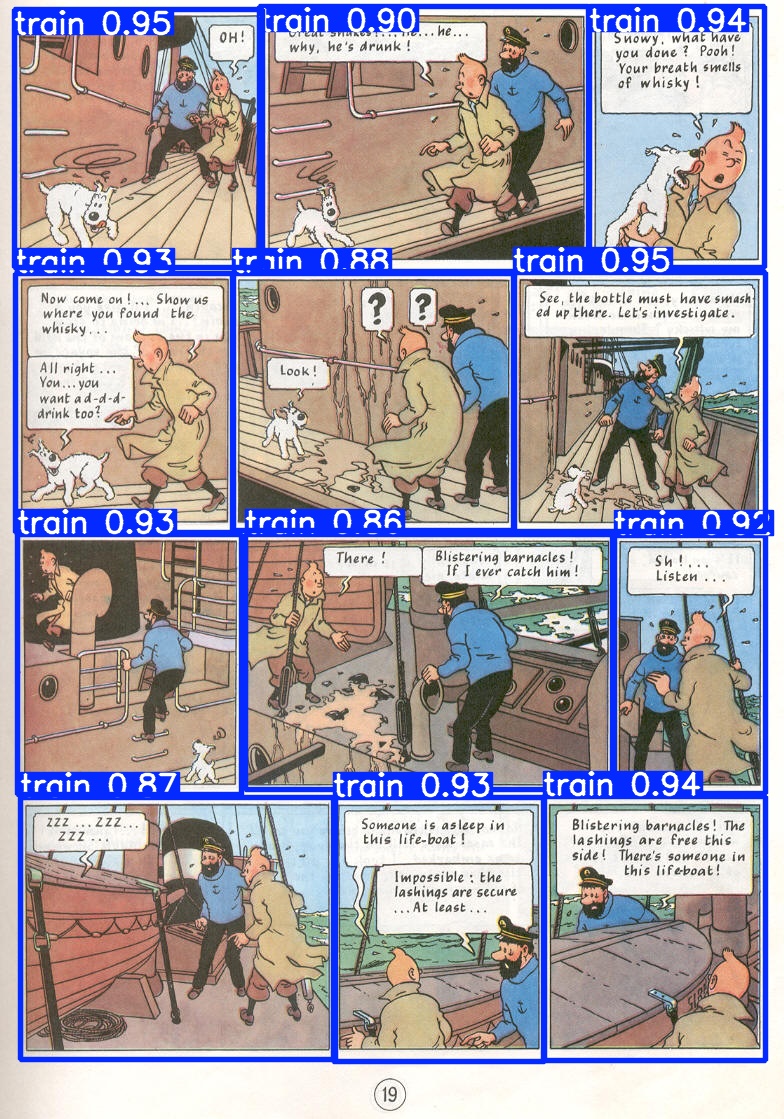 train 0.95
OH!
train 0.90
Great snakes!... he... he...
why, he's drunk!
train 0.94
Snowy, what have
you done? Pooh!
Your breath smells
of whisky!
train 0.93
Now come on!... Show us
where you found the
whisky...
All right...
You...you
want a d-d-d-
drink too?
train 0.88
?
?
Look!
train 0.95
See, the bottle must have smash-
ed up there. Let's investigate.
train 0.93
train 0.86
There!
Blistering barnacles!
If I ever catch him!
train 0.92
Sh!...
Listen...
train 0.87
ZZZ...ZZZ...
ZZZ...
train 0.93
Someone is asleep in
this life-boat!
Impossible: the
lashings are secure
...At least...
train 0.94
Blistering barnacles! The
lashings are free this
side! There's someone in
this life-boat!
19